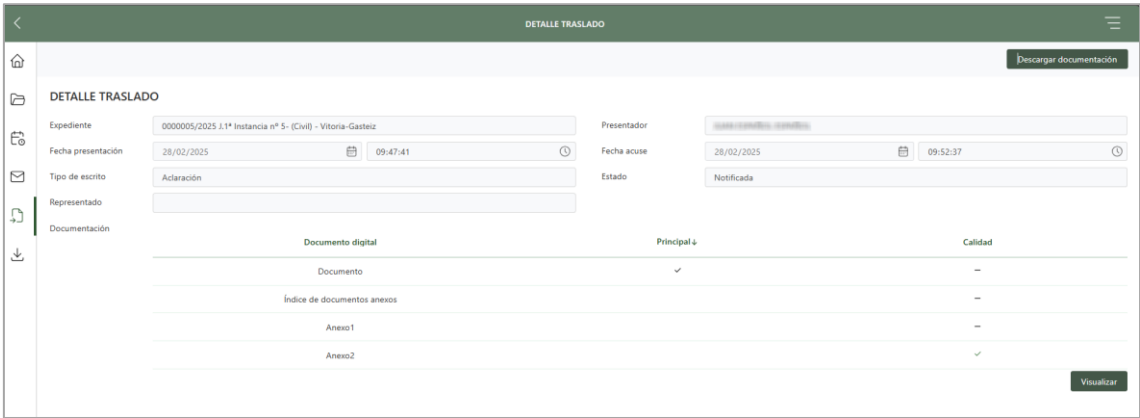 DETALLE TRASLADO
Descargar documentación
DETALLE TRASLADO
Expediente 0000005/2025 J.1ª Instancia nº 5- (Civil) - Vitoria-Gasteiz Presentador
Fecha presentación 28/02/2025 09:47:41 Fecha acuse 28/02/2025 09:52:37
Tipo de escrito Aclaración Estado Notificada
Representado
Documentación
Documento digital Principal↓ Calidad
Documento ✓ –
Índice de documentos anexos –
Anexo1 –
Anexo2 ✓
Visualizar